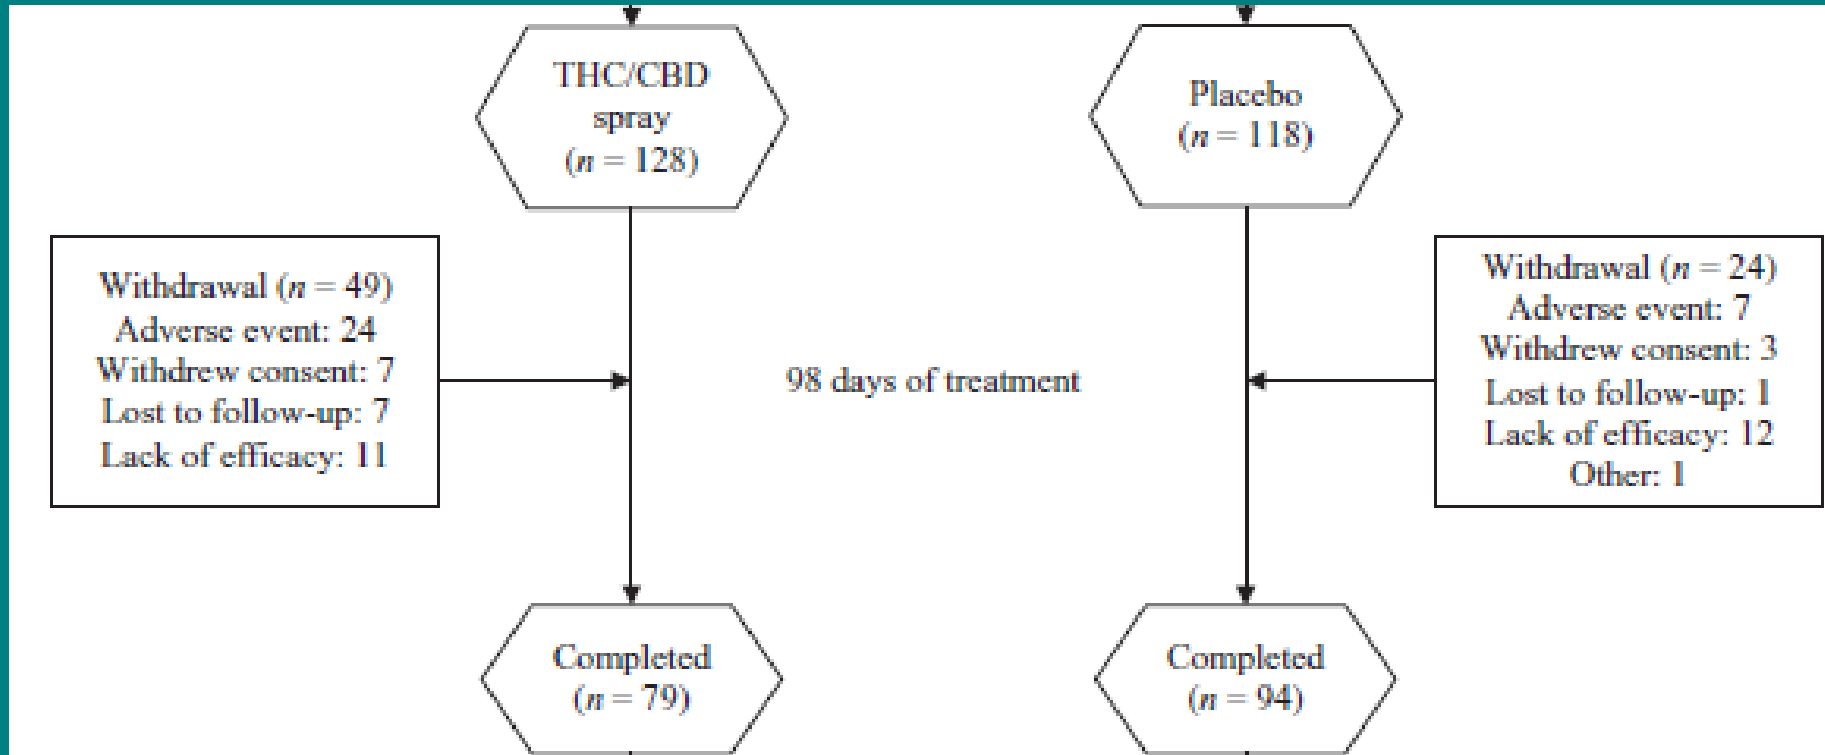 THC/CBD
spray
(n = 128)
Placebo
(n = 118)
Withdrawal (n = 49)
Adverse event: 24
Withdrew consent: 7
Lost to follow-up: 7
Lack of efficacy: 11
98 days of treatment
Withdrawal (n = 24)
Adverse event: 7
Withdrew consent: 3
Lost to follow-up: 1
Lack of efficacy: 12
Other: 1
Completed
(n = 79)
Completed
(n = 94)